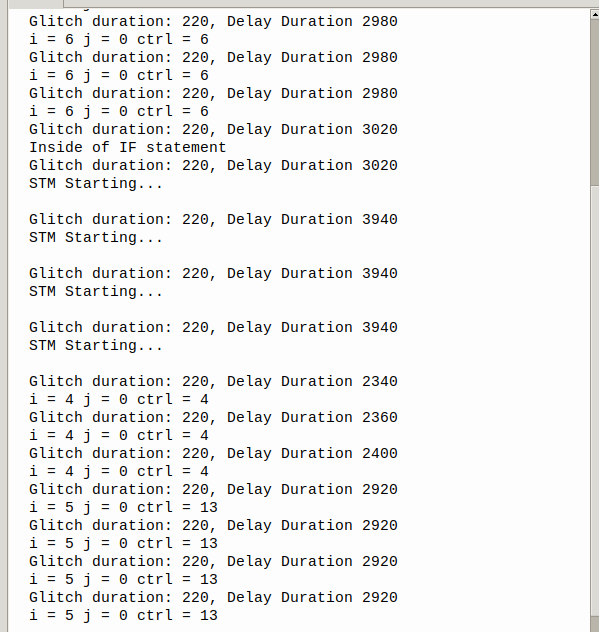 Glitch duration: 220, Delay Duration 2980
i = 6 j = 0 ctrl = 6
Glitch duration: 220, Delay Duration 2980
i = 6 j = 0 ctrl = 6
Glitch duration: 220, Delay Duration 2980
i = 6 j = 0 ctrl = 6
Glitch duration: 220, Delay Duration 3020
Inside of IF statement
Glitch duration: 220, Delay Duration 3020
STM Starting...
Glitch duration: 220, Delay Duration 3940
STM Starting...
Glitch duration: 220, Delay Duration 3940
STM Starting...
Glitch duration: 220, Delay Duration 3940
STM Starting...
Glitch duration: 220, Delay Duration 2340
i = 4 j = 0 ctrl = 4
Glitch duration: 220, Delay Duration 2360
i = 4 j = 0 ctrl = 4
Glitch duration: 220, Delay Duration 2400
i = 4 j = 0 ctrl = 4
Glitch duration: 220, Delay Duration 2920
i = 5 j = 0 ctrl = 13
Glitch duration: 220, Delay Duration 2920
i = 5 j = 0 ctrl = 13
Glitch duration: 220, Delay Duration 2920
i = 5 j = 0 ctrl = 13
Glitch duration: 220, Delay Duration 2920
i = 5 j = 0 ctrl = 13